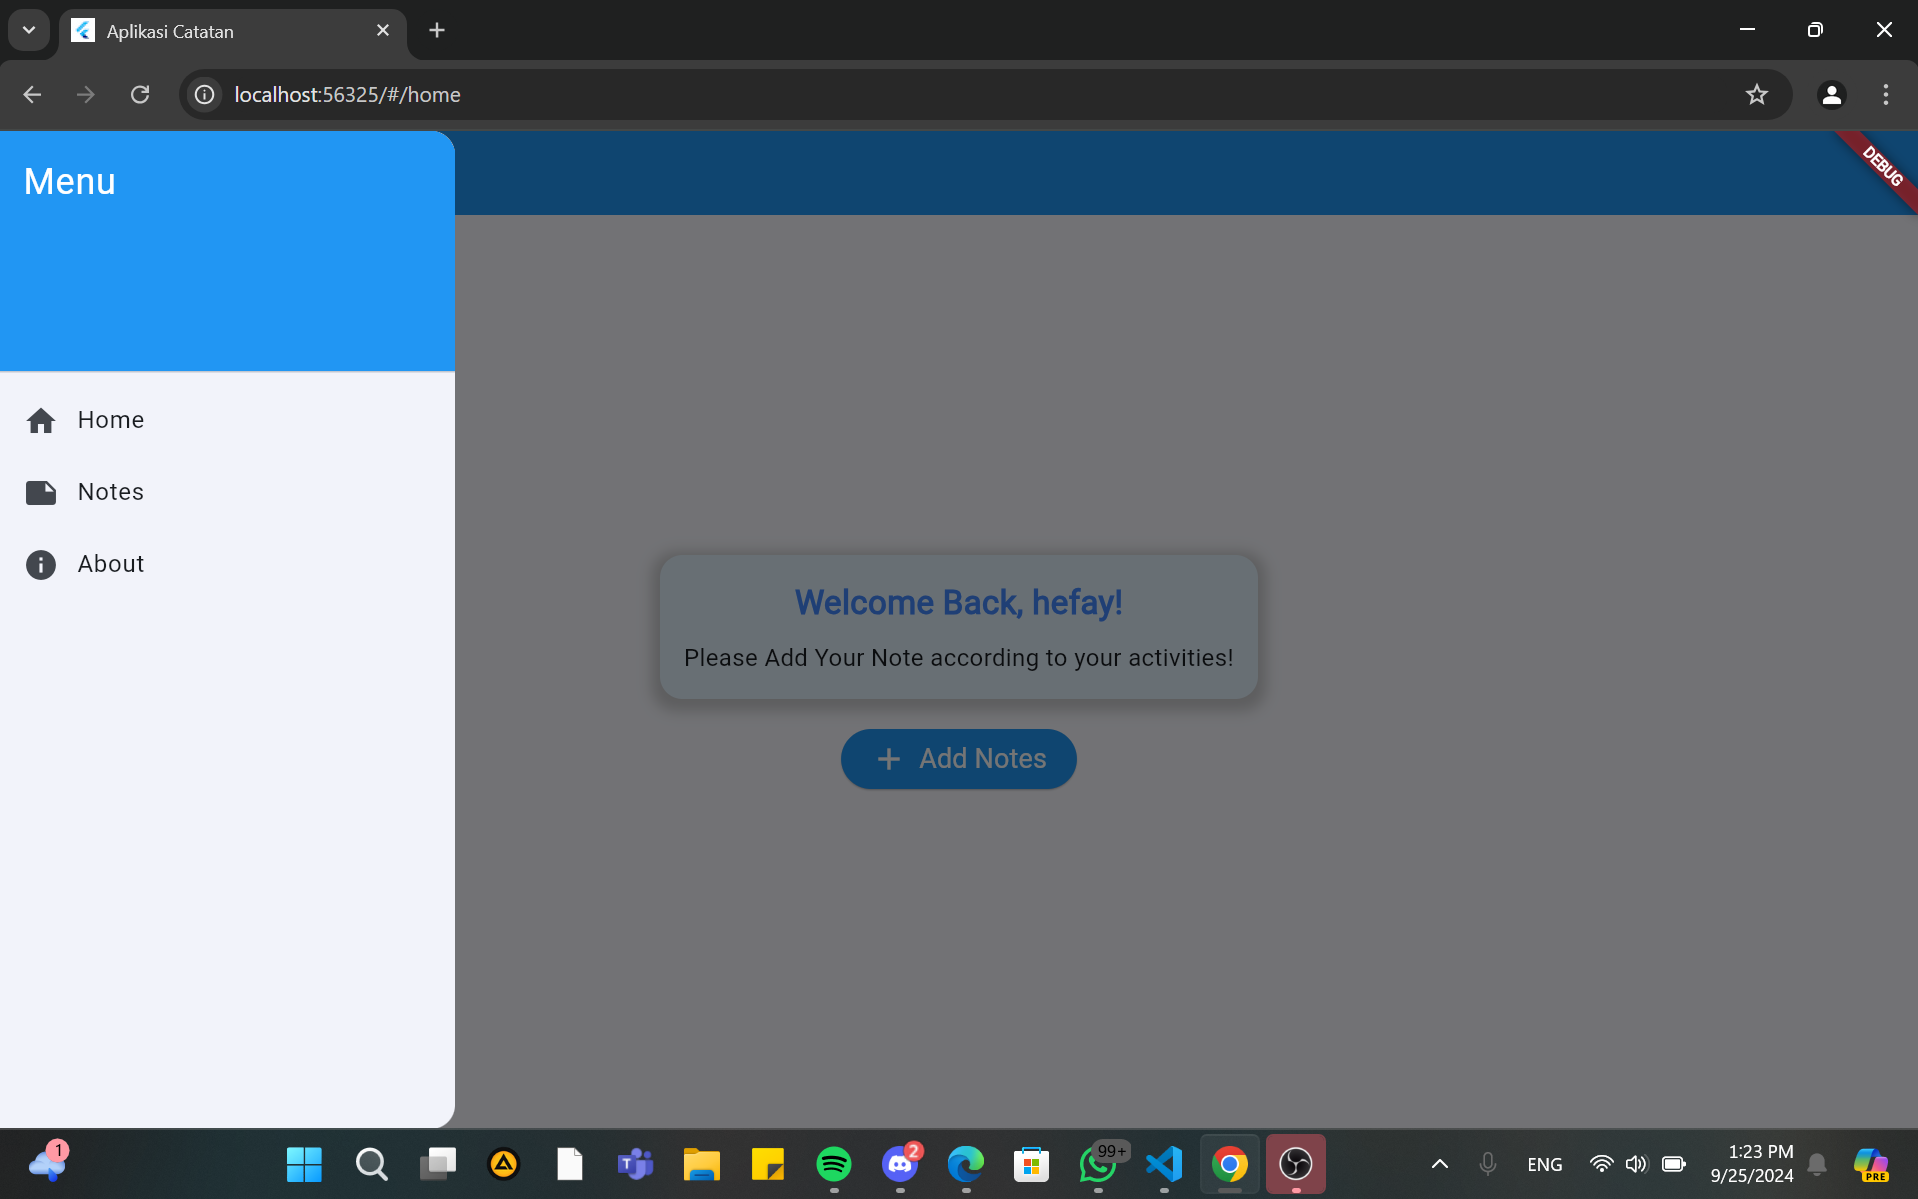 Aplikasi Catatan
localhost:56325/#/home
Menu
DEBUG
Home
Notes
About
Welcome Back, hefay!
Please Add Your Note according to your activities!
Add Notes
1
T
2
99+
ENG
1:23 PM
9/25/2024
PRE